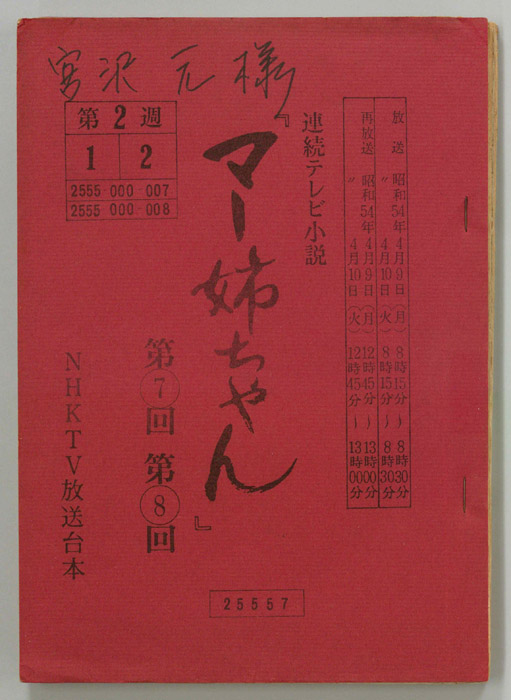 宮沢 元 様
放送 昭和54年4月9日(月) 8時15分~8時30分
〃 4月10日(火) 8時15分~8時30分
再放送 昭和54年4月9日(月) 12時45分~13時00分
〃 4月10日(火) 12時45分~13時00分
連続テレビ小説
『マー姉ちゃん』
第⑦回 第⑧回
第2週
1 2
2555 000 007
2555 000 008
NHKTV放送台本
25557